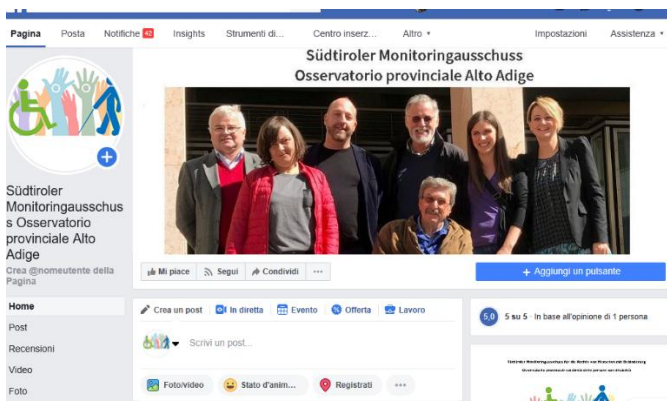 Pagina Posta Notifiche 42 Insights Strumenti di... Centro inserz... Altro Impostazioni Assistenza
Südtiroler Monitoringausschuss
Osservatorio provinciale Alto Adige
Südtiroler
Monitoringausschus
s Osservatorio
provinciale Alto
Adige
Crea @nomeutente della
Pagina
Mi piace Segui Condividi ...
+ Aggiungi un pulsante
Home
Post
Recensioni
Video
Foto
Crea un post In diretta Evento Offerta Lavoro
Scrivi un post...
Foto/video Stato d'anim... Registrati ...
5,0 5 su 5 · In base all'opinione di 1 persona